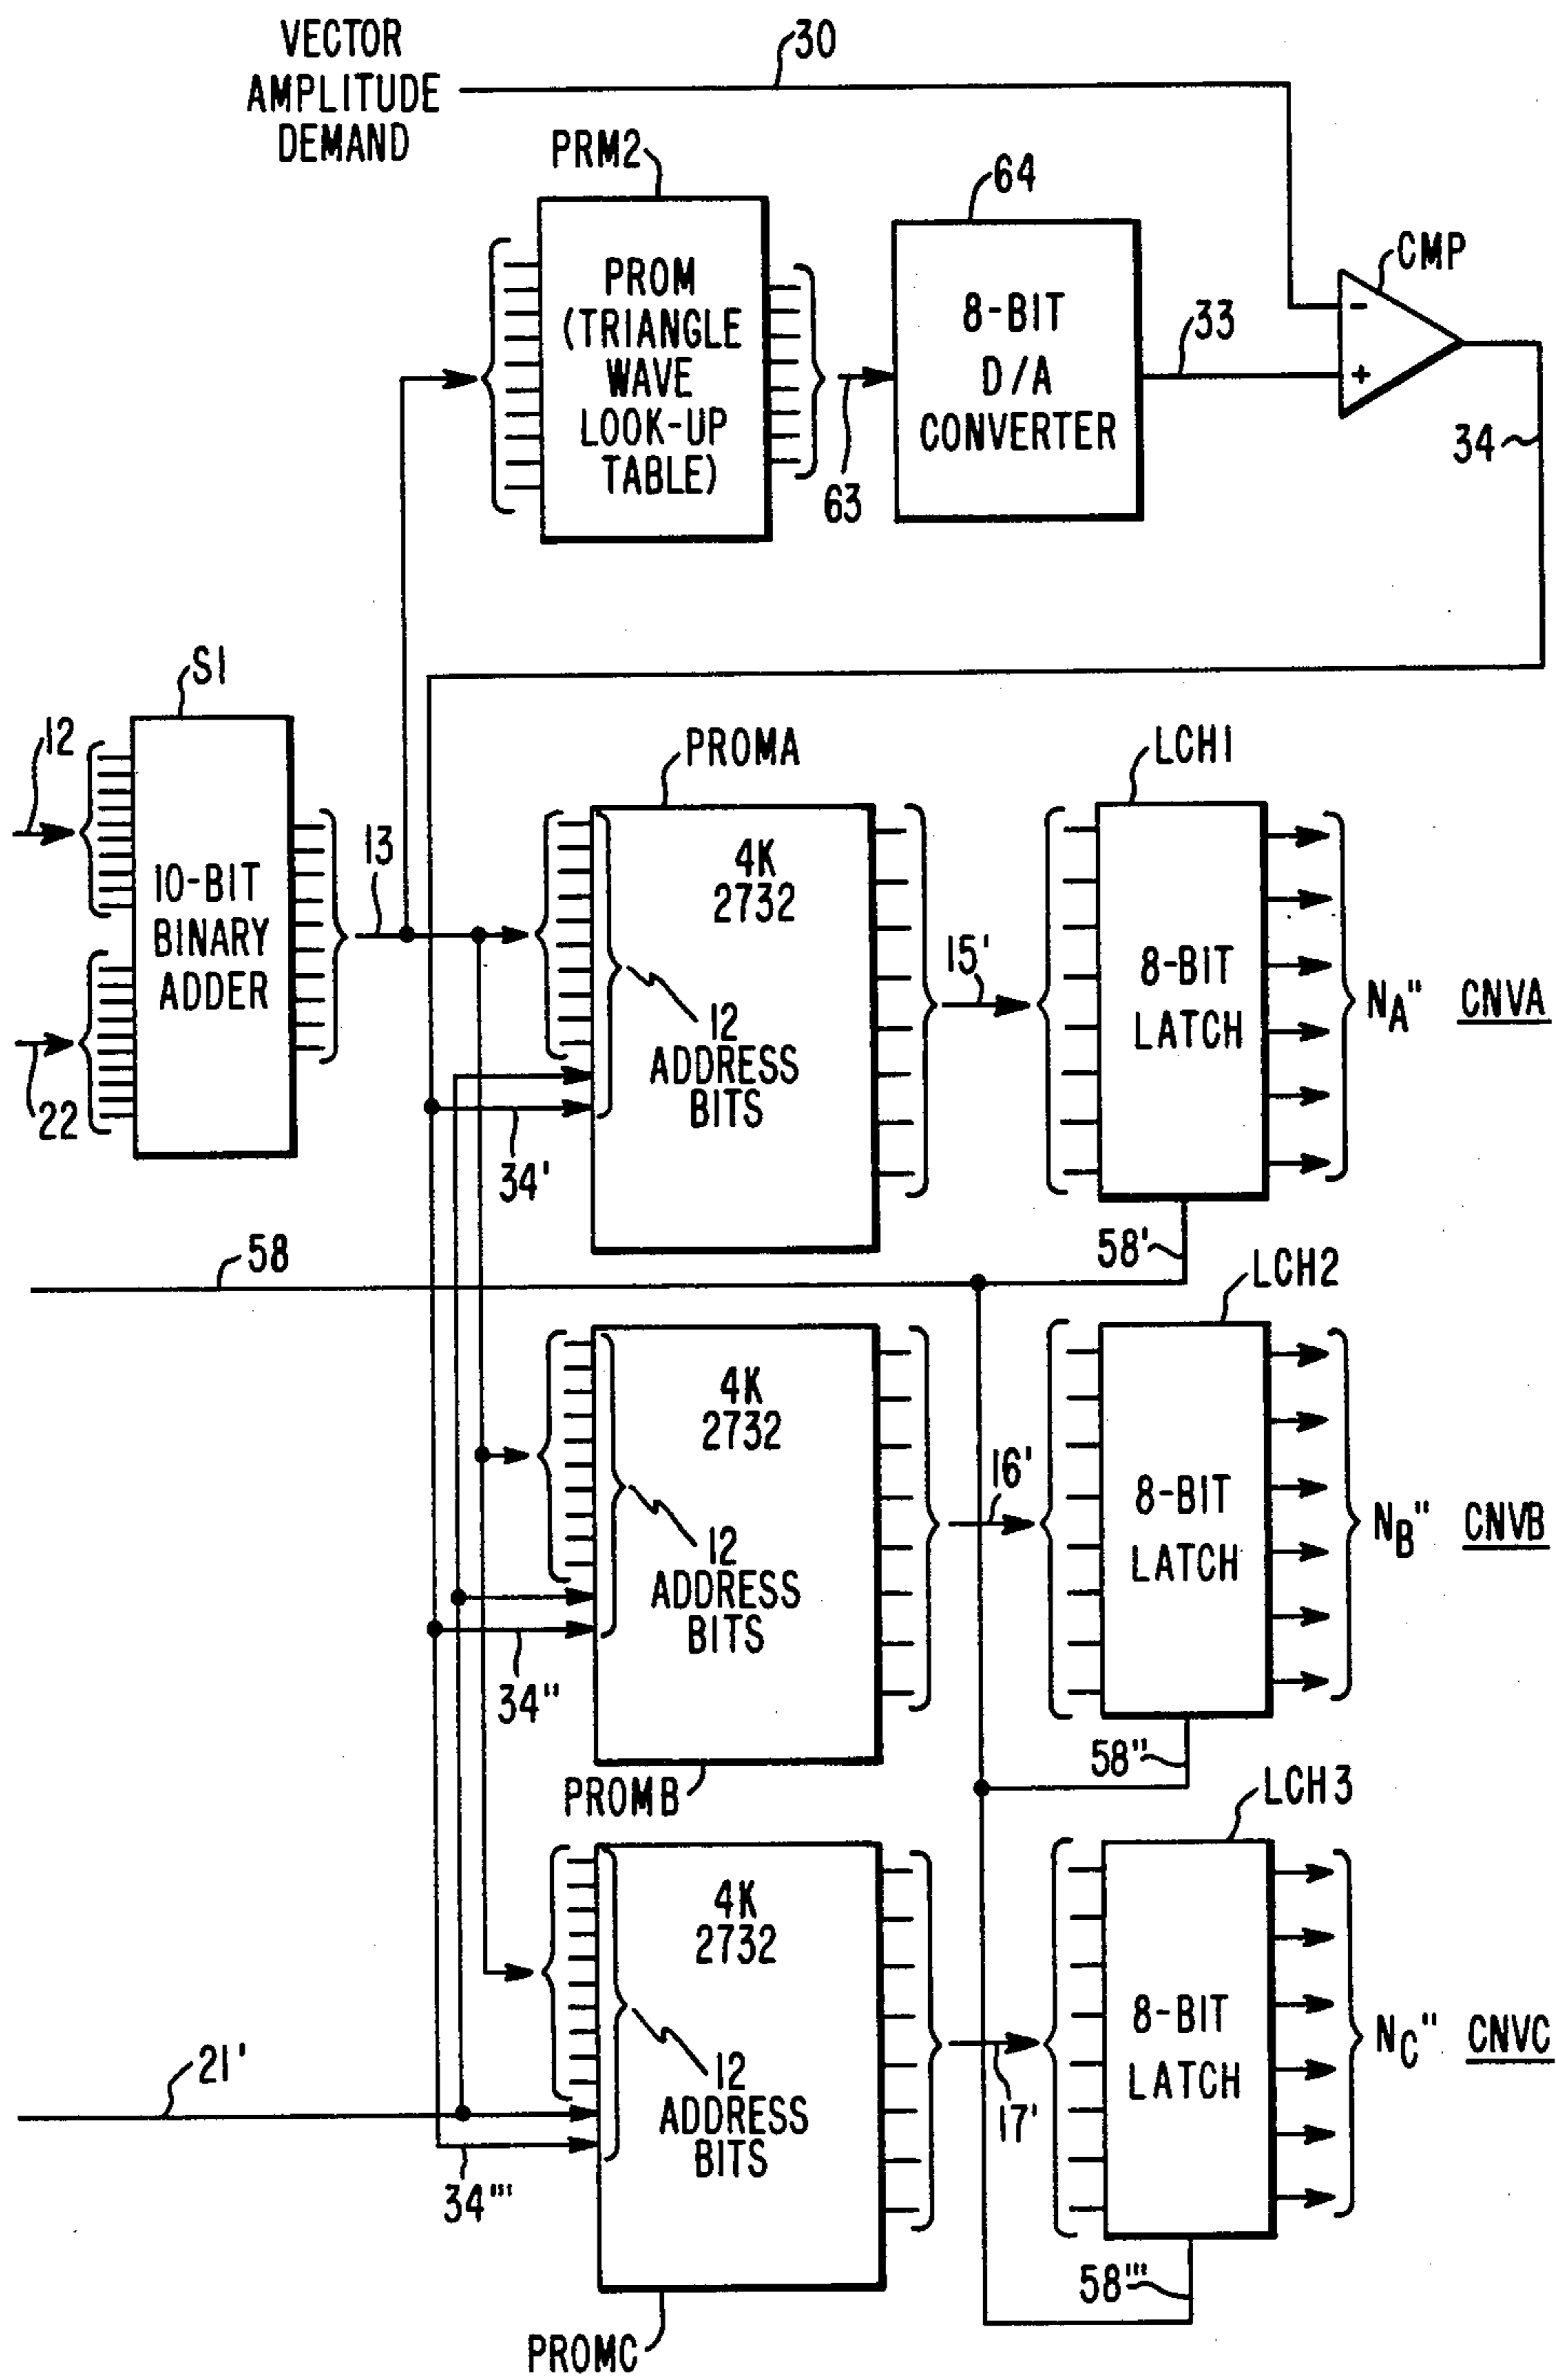 VECTOR
AMPLITUDE
DEMAND
30
PRM2
PROM
(TRIANGLE
WAVE
LOOK-UP
TABLE)
63
64
8-BIT
D/A
CONVERTER
33
CMP
-
+
34
S1
12
22
10-BIT
BINARY
ADDER
13
PROMA
4K
2732
12
ADDRESS
BITS
34'
15'
LCH1
8-BIT
LATCH
NA"
CNVA
58
58'
LCH2
4K
2732
12
ADDRESS
BITS
34"
PROMB
16'
8-BIT
LATCH
NB"
CNVB
58"
LCH3
4K
2732
12
ADDRESS
BITS
21'
34'''
PROMC
17'
8-BIT
LATCH
NC"
CNVC
58'''